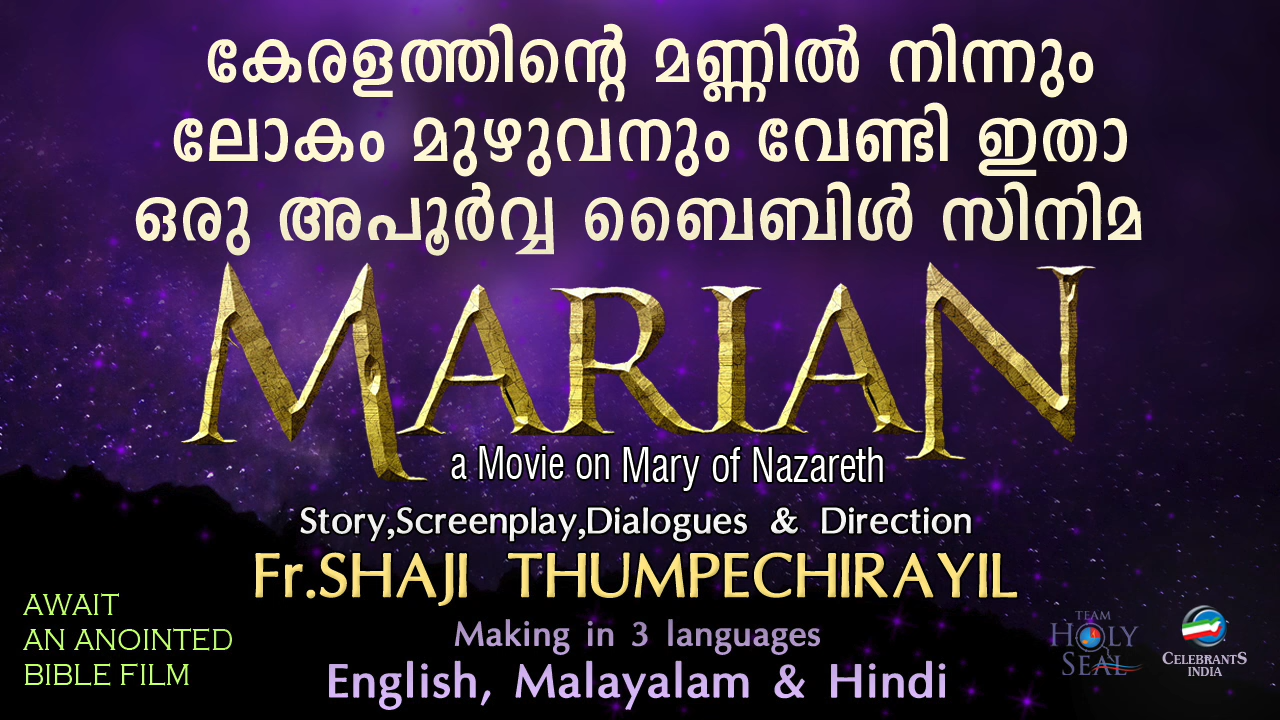 കേരളത്തിന്റെ മണ്ണിൽ നിന്നും
ലോകം മുഴുവനും വേണ്ടി ഇതാ
ഒരു അപൂർവ്വ ബൈബിൾ സിനിമ
MARIAN
a Movie on Mary of Nazareth
Story,Screenplay,Dialogues & Direction
Fr.SHAJI THUMPECHIRAYIL
Making in 3 languages
English, Malayalam & Hindi
AWAIT
AN ANOINTED
BIBLE FILM
TEAM
HOLY
SEAL
CELEBRANTS
INDIA